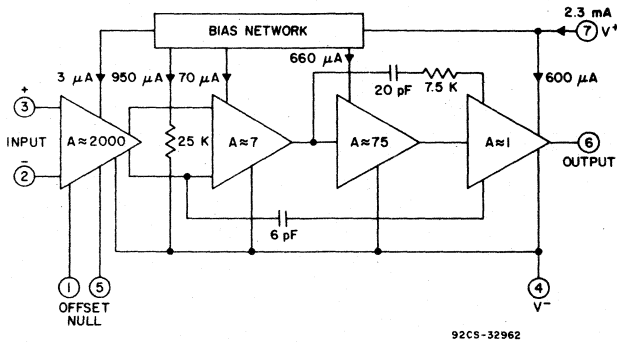 2.3 mA
BIAS NETWORK
7 V+
3 μA 950 μA 70 μA 660 μA 600 μA
20 pF 7.5 K
+
3
INPUT A≈2000 25 K A≈7 A≈75 A≈1 6
OUTPUT
−
2
6 pF
1 5 4
OFFSET V−
NULL
92CS-32962